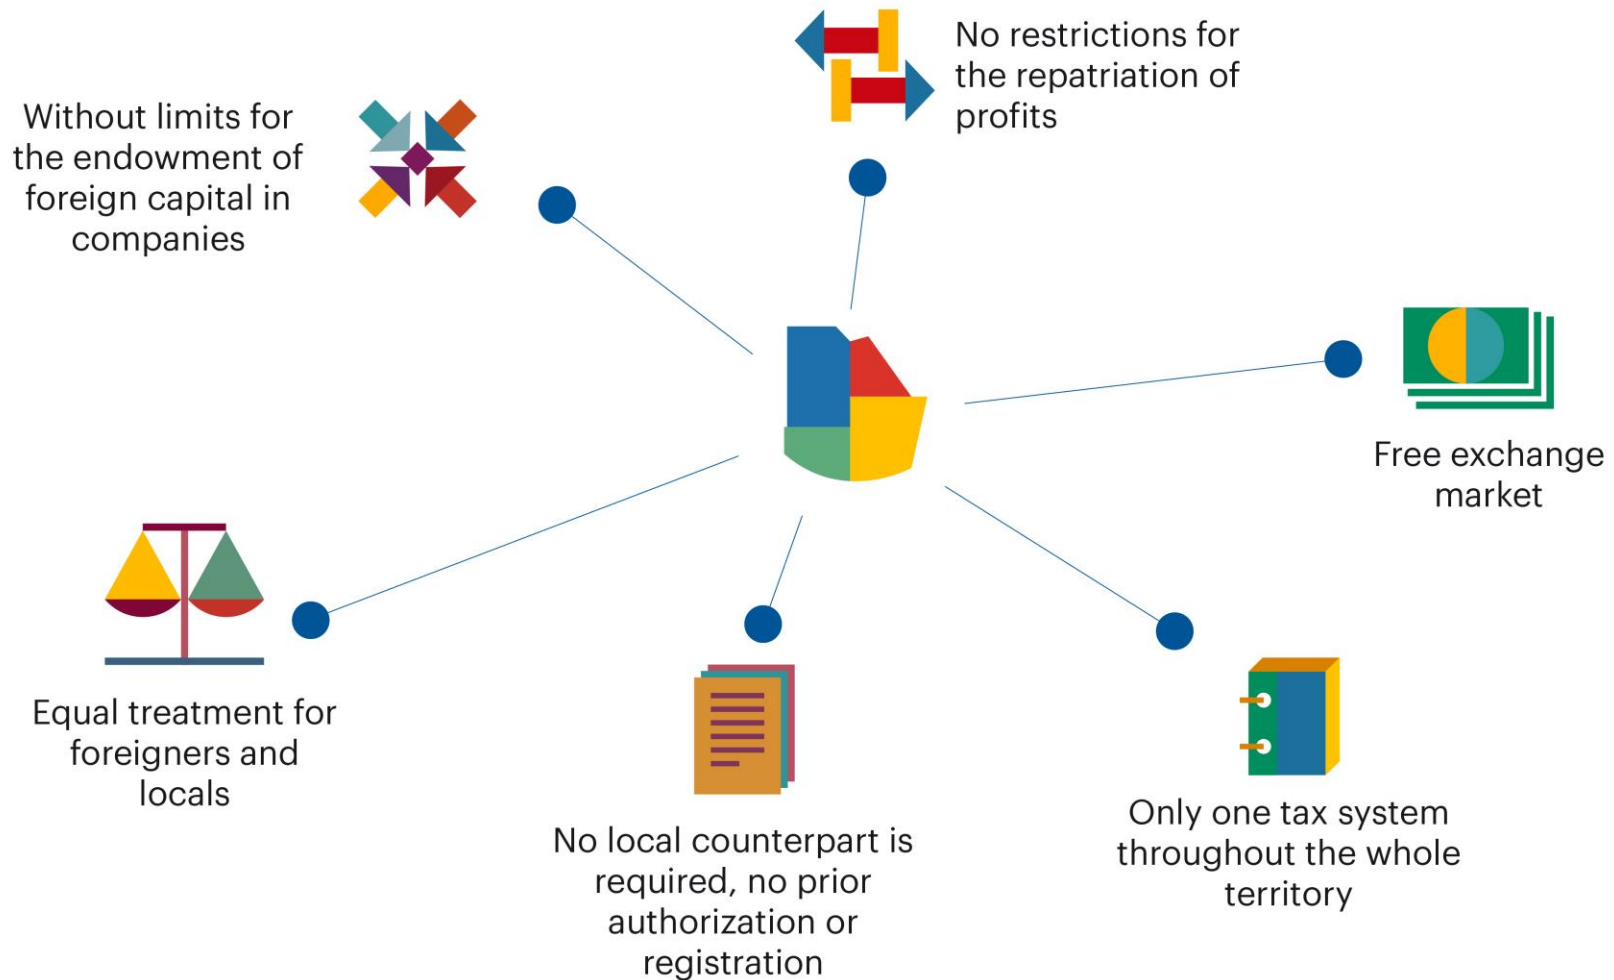 No restrictions for
the repatriation of
profits
Without limits for
the endowment of
foreign capital in
companies
Free exchange
market
Equal treatment for
foreigners and
locals
No local counterpart is
required, no prior
authorization or
registration
Only one tax system
throughout the whole
territory